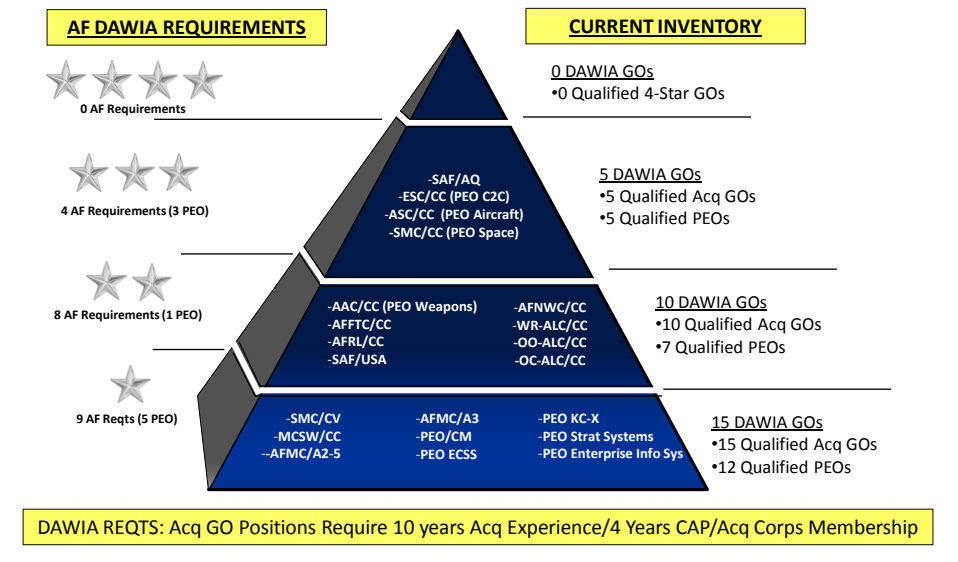 AF DAWIA REQUIREMENTS
CURRENT INVENTORY
0 AF Requirements
0 DAWIA GOs
•0 Qualified 4-Star GOs
4 AF Requirements (3 PEO)
-SAF/AQ
-ESC/CC (PEO C2C)
-ASC/CC (PEO Aircraft)
-SMC/CC (PEO Space)
5 DAWIA GOs
•5 Qualified Acq GOs
•5 Qualified PEOs
8 AF Requirements (1 PEO)
-AAC/CC (PEO Weapons)
-AFFTC/CC
-AFRL/CC
-SAF/USA
-AFNWC/CC
-WR-ALC/CC
-OO-ALC/CC
-OC-ALC/CC
10 DAWIA GOs
•10 Qualified Acq GOs
•7 Qualified PEOs
9 AF Reqts (5 PEO)
-SMC/CV
-MCSW/CC
--AFMC/A2-5
-AFMC/A3
-PEO/CM
-PEO ECSS
-PEO KC-X
-PEO Strat Systems
-PEO Enterprise Info Sys
15 DAWIA GOs
•15 Qualified Acq GOs
•12 Qualified PEOs
DAWIA REQTS: Acq GO Positions Require 10 years Acq Experience/4 Years CAP/Acq Corps Membership